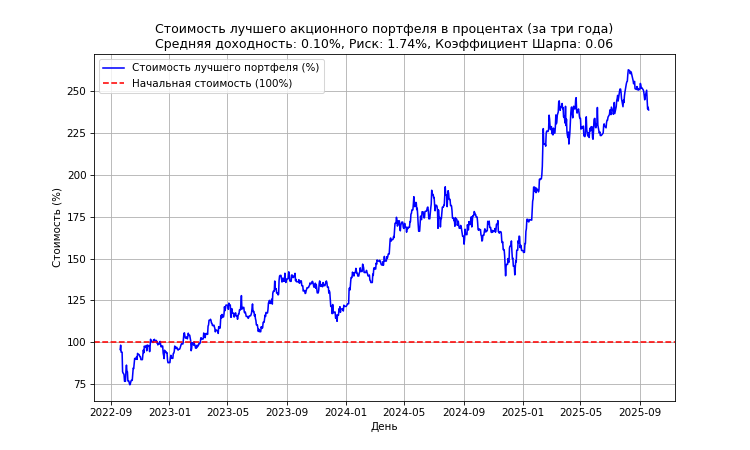 Стоимость лучшего акционного портфеля в процентах (за три года)
Средняя доходность: 0.10%, Риск: 1.74%, Коэффициент Шарпа: 0.06
Стоимость лучшего портфеля (%)
Начальная стоимость (100%)
Стоимость (%)
250
225
200
175
150
125
100
75
2022-09 2023-01 2023-05 2023-09 2024-01 2024-05 2024-09 2025-01 2025-05 2025-09
День